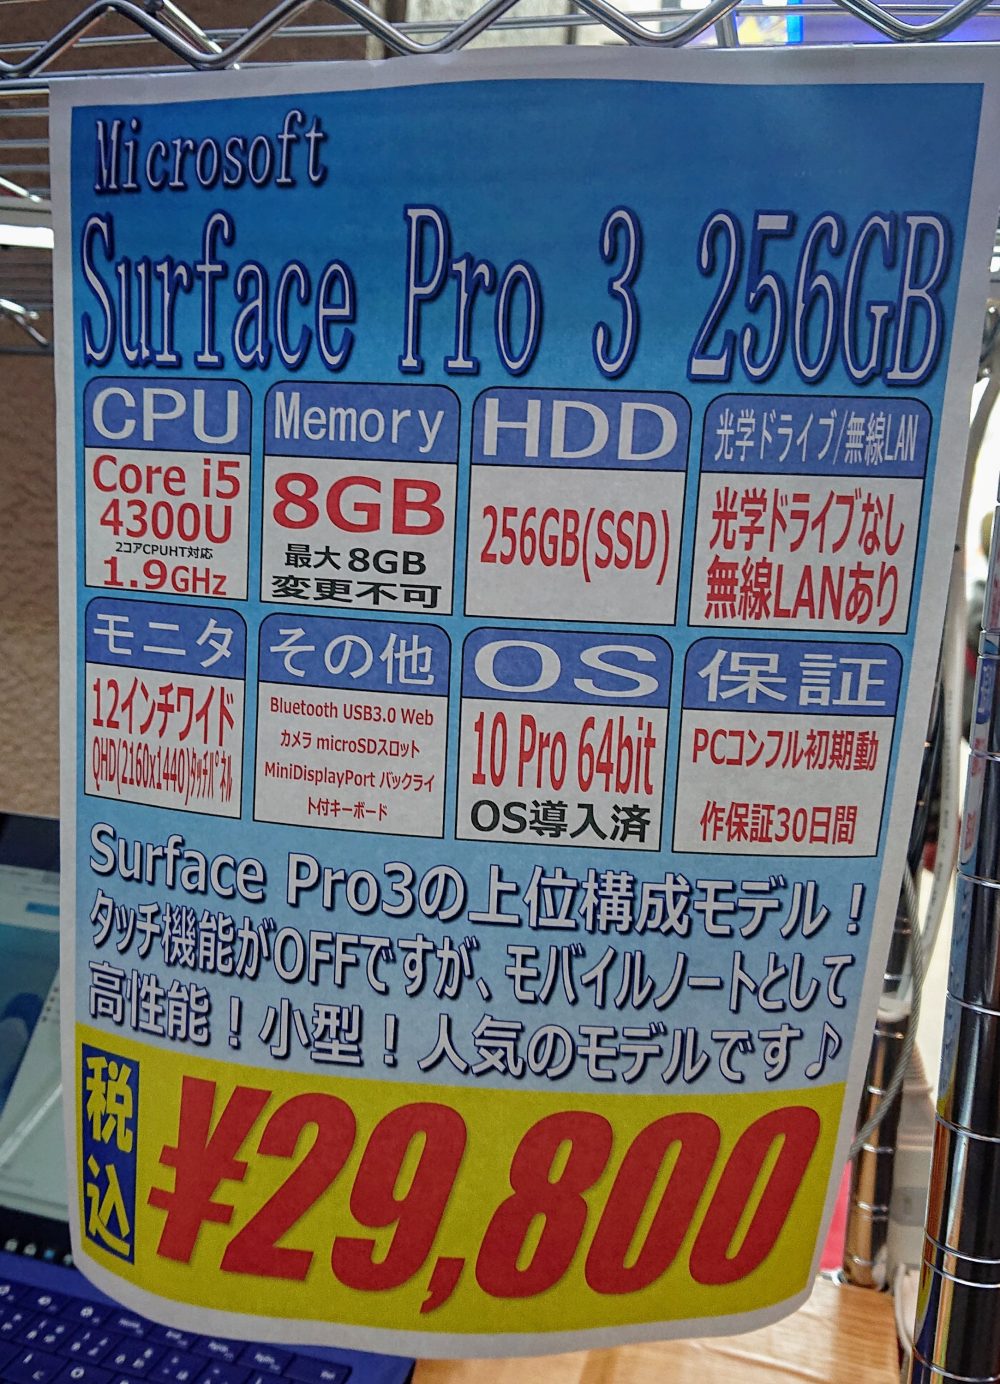 Microsoft
Surface Pro 3 256GB
CPU
Core i5
4300U
2コアCPUHT対応
1.9GHz
Memory
8GB
最大8GB
変更不可
HDD
256GB(SSD)
光学ドライブ/無線LAN
光学ドライブなし
無線LANあり
モニタ
12インチワイド
QHD(2160x1440)ﾀｯﾁﾊﾟﾈﾙ
その他
Bluetooth USB3.0 Web
カメラ microSDスロット
MiniDisplayPort バックライ
ト付キーボード
OS
10 Pro 64bit
OS導入済
保証
PCコンフル初期動
作保証30日間
Surface Pro3の上位構成モデル！
タッチ機能がOFFですが、モバイルノートとして
高性能！小型！人気のモデルです♪
税込
¥29,800